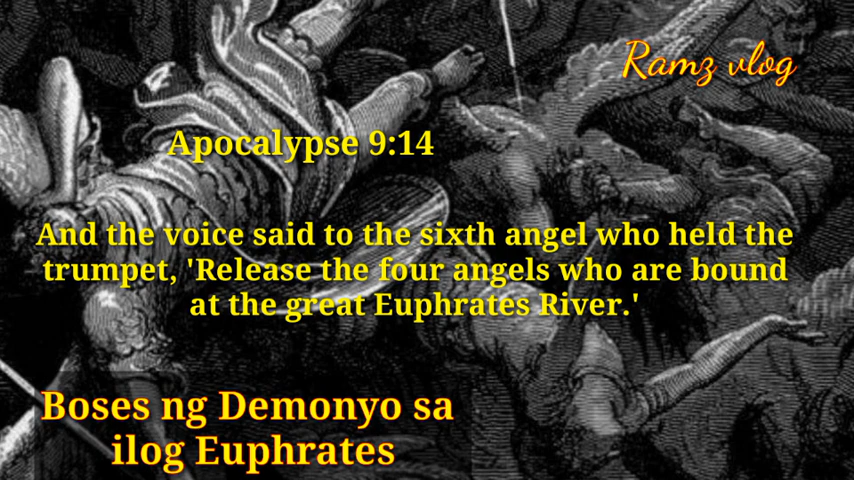 Ramz vlog
Apocalypse 9:14
And the voice said to the sixth angel who held the
trumpet, 'Release the four angels who are bound
at the great Euphrates River.'
Boses ng Demonyo sa
ilog Euphrates